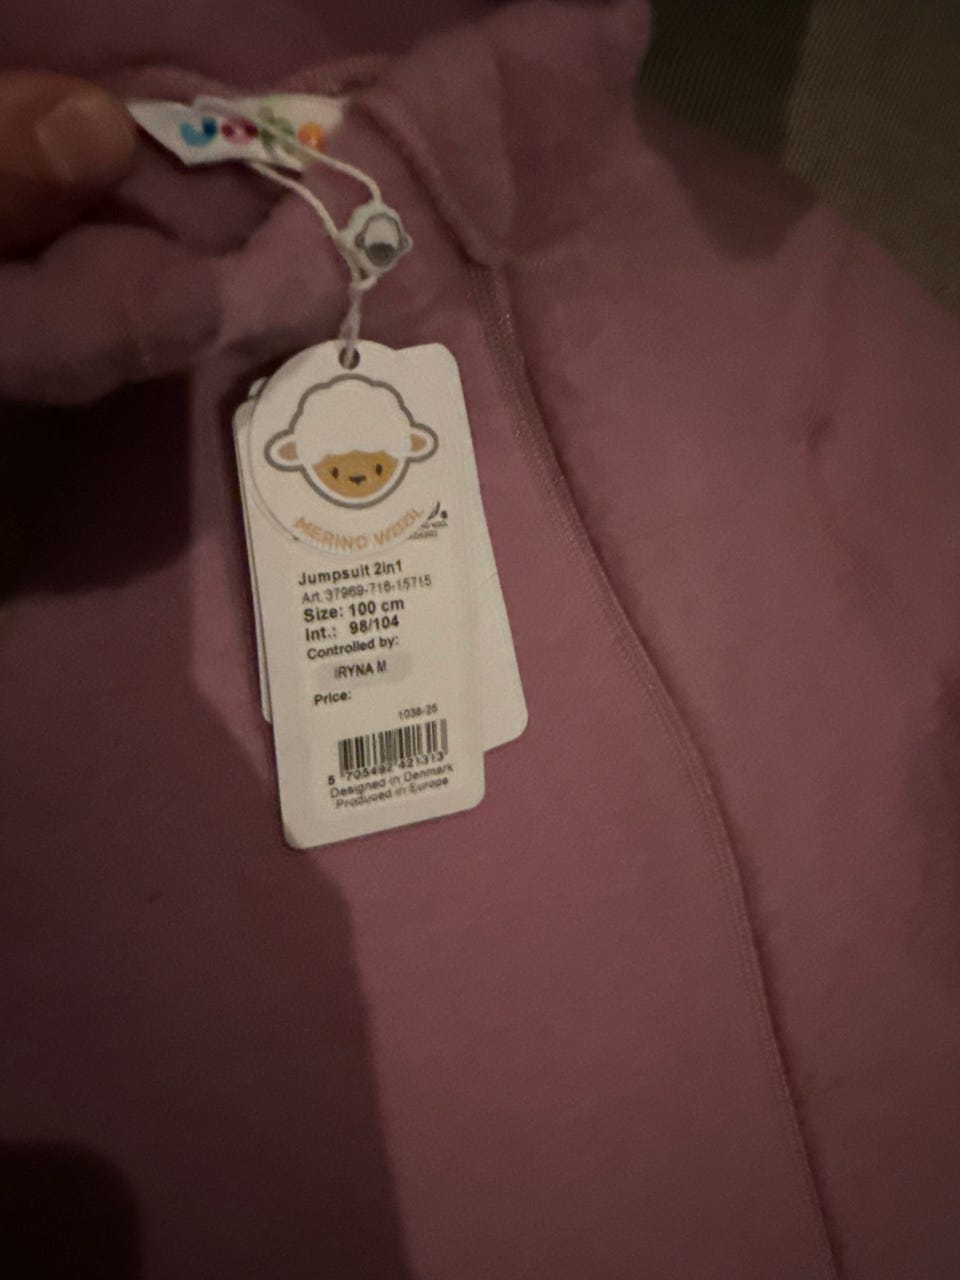 Joha
MERINO WOOL
Jumpsuit 2in1
Art.37969-716-15715
Size: 100 cm
Int.: 98/104
Controlled by:
IRYNA M
Price:
1038-25
5 705492 421313
Designed in Denmark
Produced in Europe